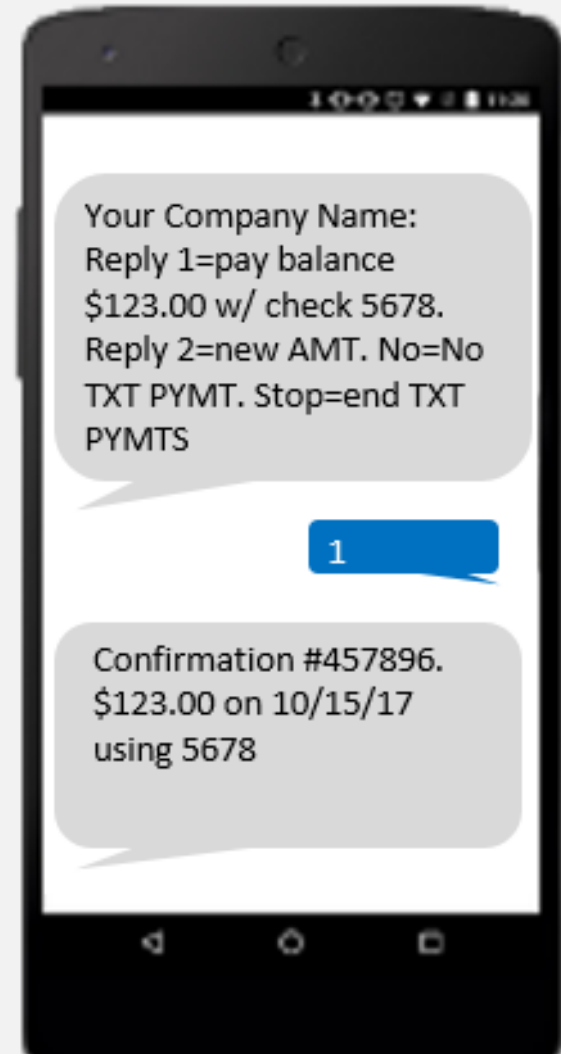 Your Company Name:
Reply 1=pay balance
$123.00 w/ check 5678.
Reply 2=new AMT. No=No
TXT PYMT. Stop=end TXT
PYMTS
1
Confirmation #457896.
$123.00 on 10/15/17
using 5678